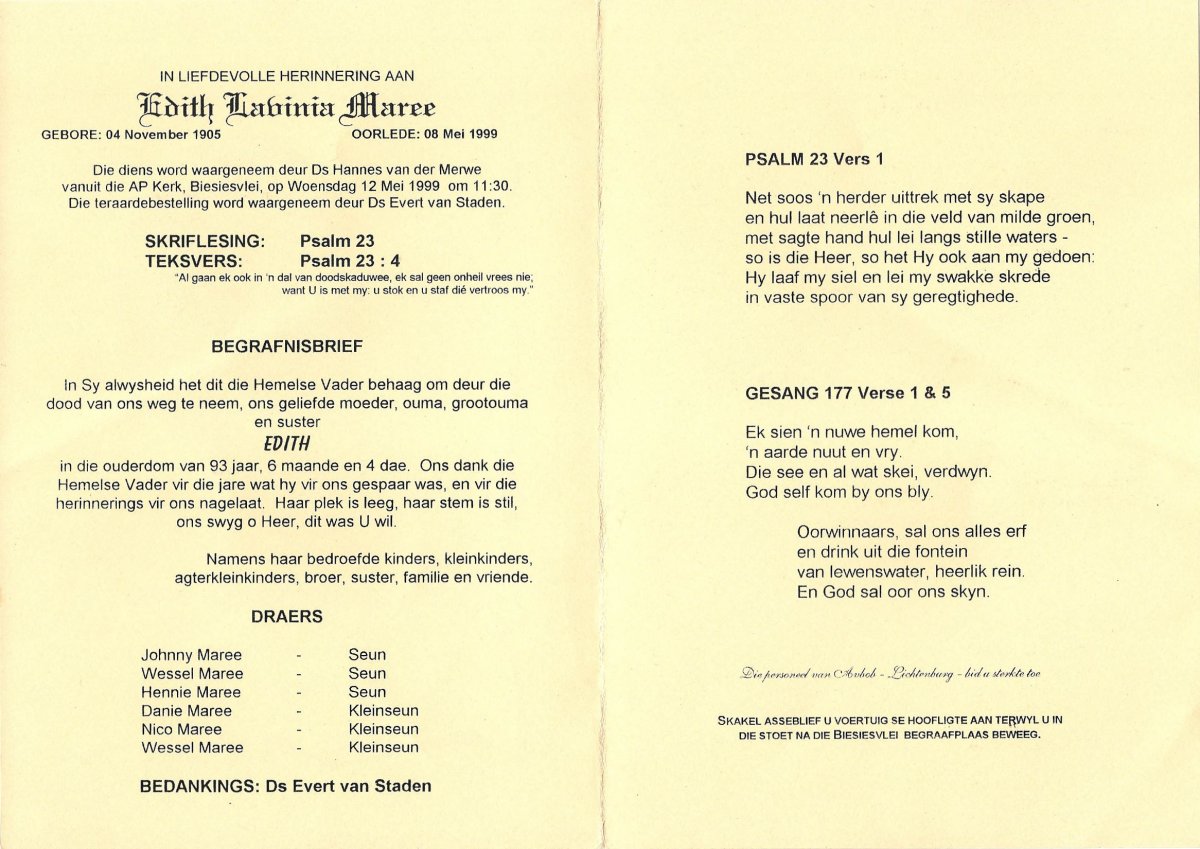 IN LIEFDEVOLLE HERINNERING AAN
Edith Lavinia Maree
GEBORE: 04 November 1905 OORLEDE: 08 Mei 1999
Die diens word waargeneem deur Ds Hannes van der Merwe
vanuit die AP Kerk, Biesiesvlei, op Woensdag 12 Mei 1999 om 11:30.
Die teraardebestelling word waargeneem deur Ds Evert van Staden.
SKRIFLESING: Psalm 23
TEKSVERS: Psalm 23 : 4
"Al gaan ek ook in 'n dal van doodskaduwee, ek sal geen onheil vrees nie;
want U is met my: u stok en u staf dié vertroos my."
BEGRAFNISBRIEF
In Sy alwysheid het dit die Hemelse Vader behaag om deur die
dood van ons weg te neem, ons geliefde moeder, ouma, grootouma
en suster
EDITH
in die ouderdom van 93 jaar, 6 maande en 4 dae. Ons dank die
Hemelse Vader vir die jare wat hy vir ons gespaar was, en vir die
herinnerings vir ons nagelaat. Haar plek is leeg, haar stem is stil,
ons swyg o Heer, dit was U wil.
Namens haar bedroefde kinders, kleinkinders,
agterkleinkinders, broer, suster, familie en vriende.
DRAERS
Johnny Maree - Seun
Wessel Maree - Seun
Hennie Maree - Seun
Danie Maree - Kleinseun
Nico Maree - Kleinseun
Wessel Maree - Kleinseun
BEDANKINGS: Ds Evert van Staden
PSALM 23 Vers 1
Net soos 'n herder uittrek met sy skape
en hul laat neerlê in die veld van milde groen,
met sagte hand hul lei langs stille waters -
so is die Heer, so het Hy ook aan my gedoen:
Hy laaf my siel en lei my swakke skrede
in vaste spoor van sy geregtighede.
GESANG 177 Verse 1 & 5
Ek sien 'n nuwe hemel kom,
'n aarde nuut en vry.
Die see en al wat skei, verdwyn.
God self kom by ons bly.
Oorwinnaars, sal ons alles erf
en drink uit die fontein
van lewenswater, heerlik rein.
En God sal oor ons skyn.
Die personeel van Avbob - Lichtenburg - bid u sterkte toe
SKAKEL ASSEBLIEF U VOERTUIG SE HOOFLIGTE AAN TERWYL U IN
DIE STOET NA DIE BIESIESVLEI BEGRAAFPLAAS BEWEEG.